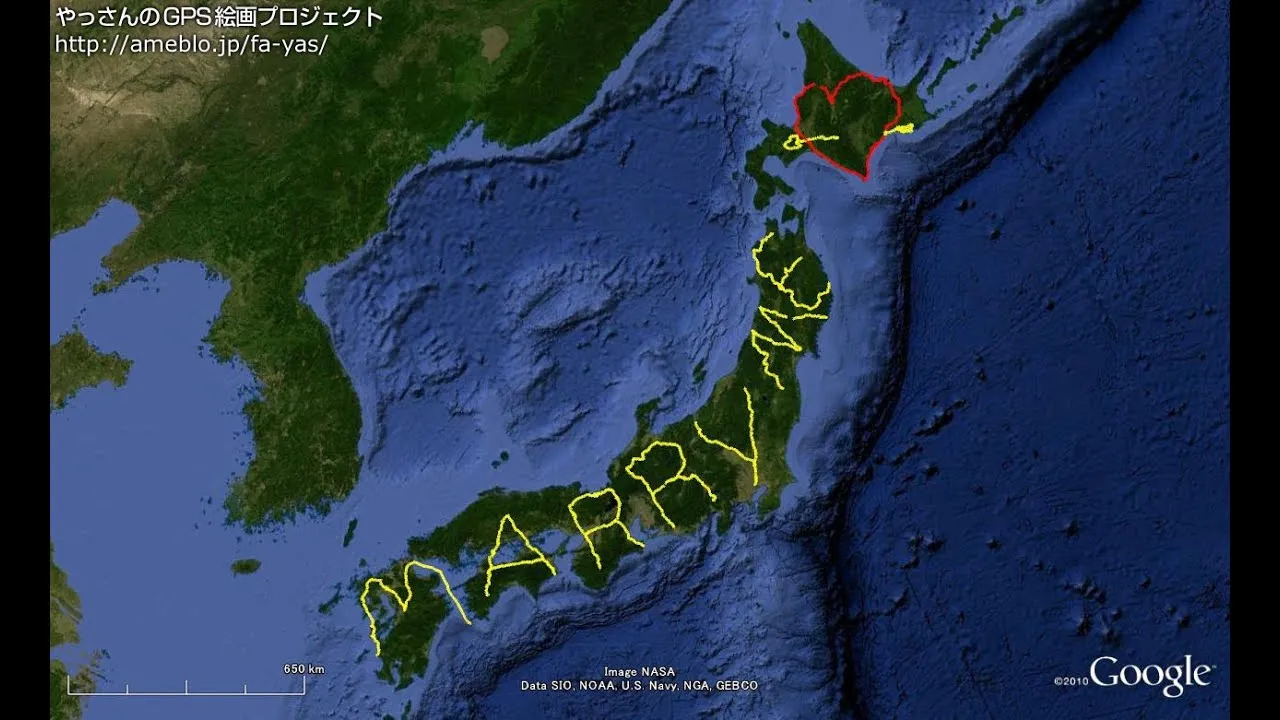 やっさんのGPS絵画プロジェクト
http://ameblo.jp/fa-yas/
MARRY ME
650 km
Image NASA
Data SIO, NOAA, U.S. Navy, NGA, GEBCO
©2010 Google™